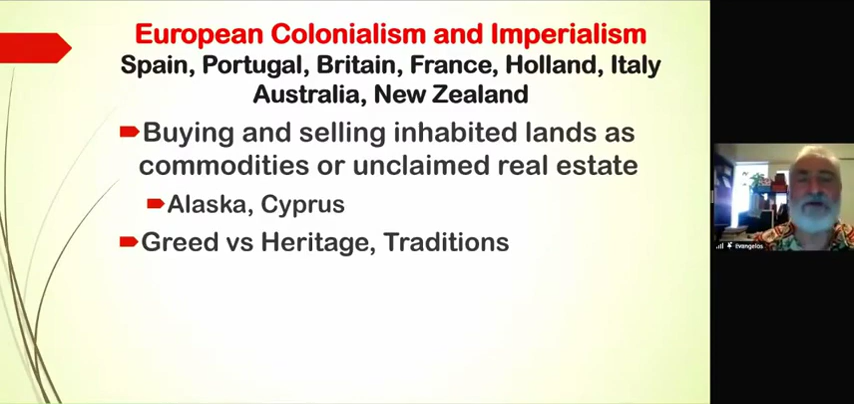 European Colonialism and Imperialism
Spain, Portugal, Britain, France, Holland, Italy
Australia, New Zealand
Buying and selling inhabited lands as
commodities or unclaimed real estate
Alaska, Cyprus
Greed vs Heritage, Traditions
Evangelos